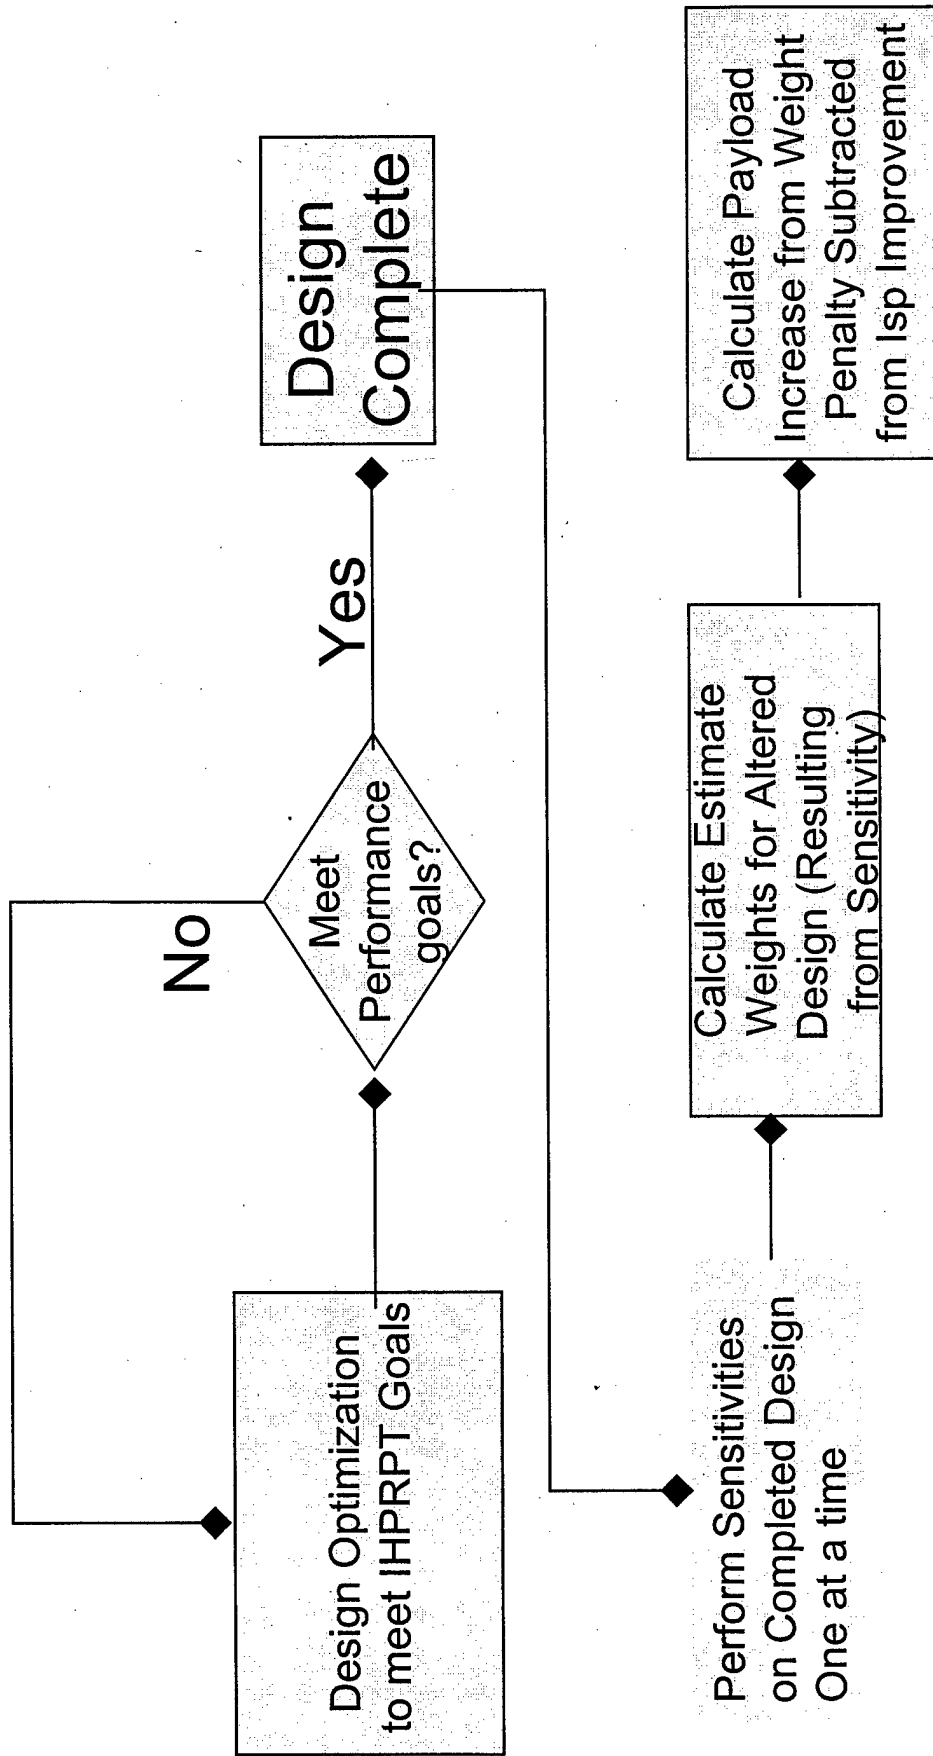 Design Optimization
to meet IHPRPT Goals
No
Meet
Performance
goals?
Yes
Design
Complete
Perform Sensitivities
on Completed Design
One at a time
Calculate Estimate
Weights for Altered
Design (Resulting
from Sensitivity)
Calculate Payload
Increase from Weight
Penalty Subtracted
from Isp Improvement